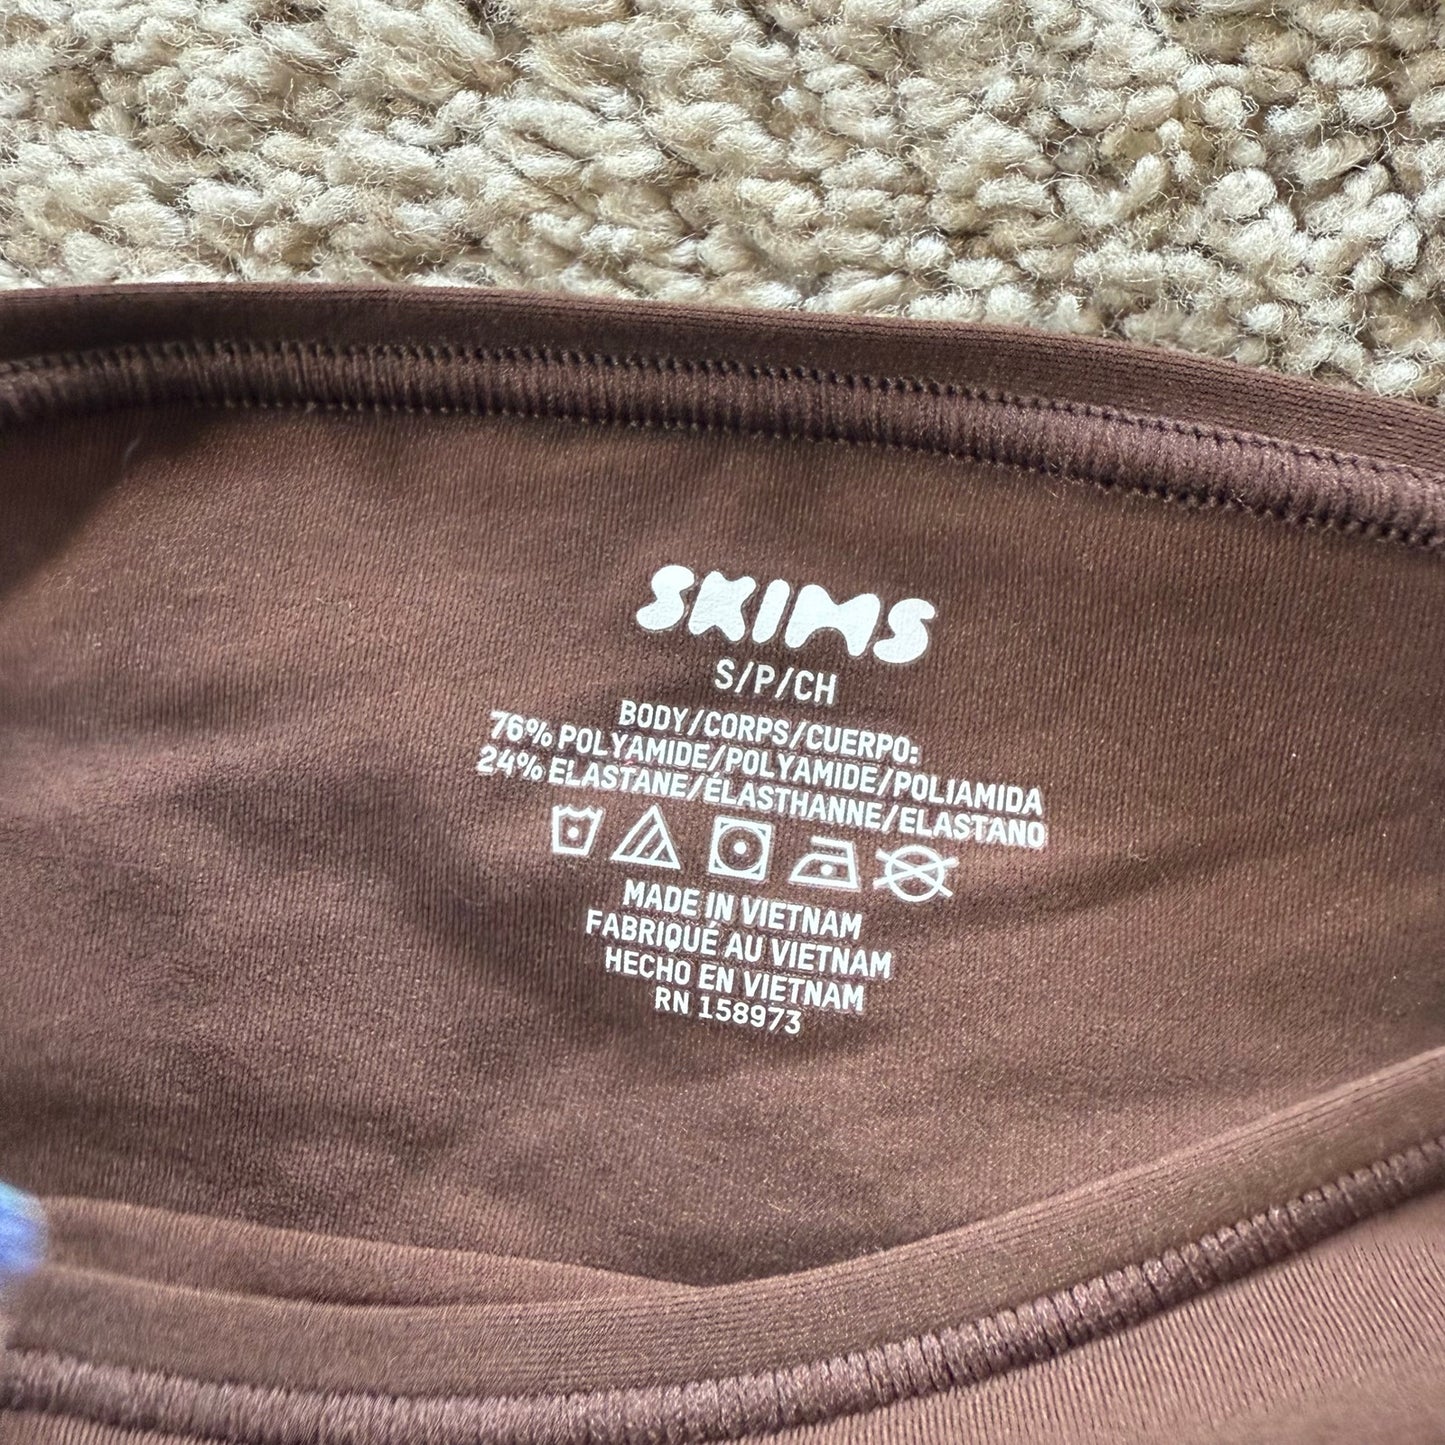 SKIMS
S/P/CH
BODY/CORPS/CUERPO:
76% POLYAMIDE/POLYAMIDE/POLIAMIDA
24% ELASTANE/ÉLASTHANNE/ELASTANO
MADE IN VIETNAM
FABRIQUÉ AU VIETNAM
HECHO EN VIETNAM
RN 158973